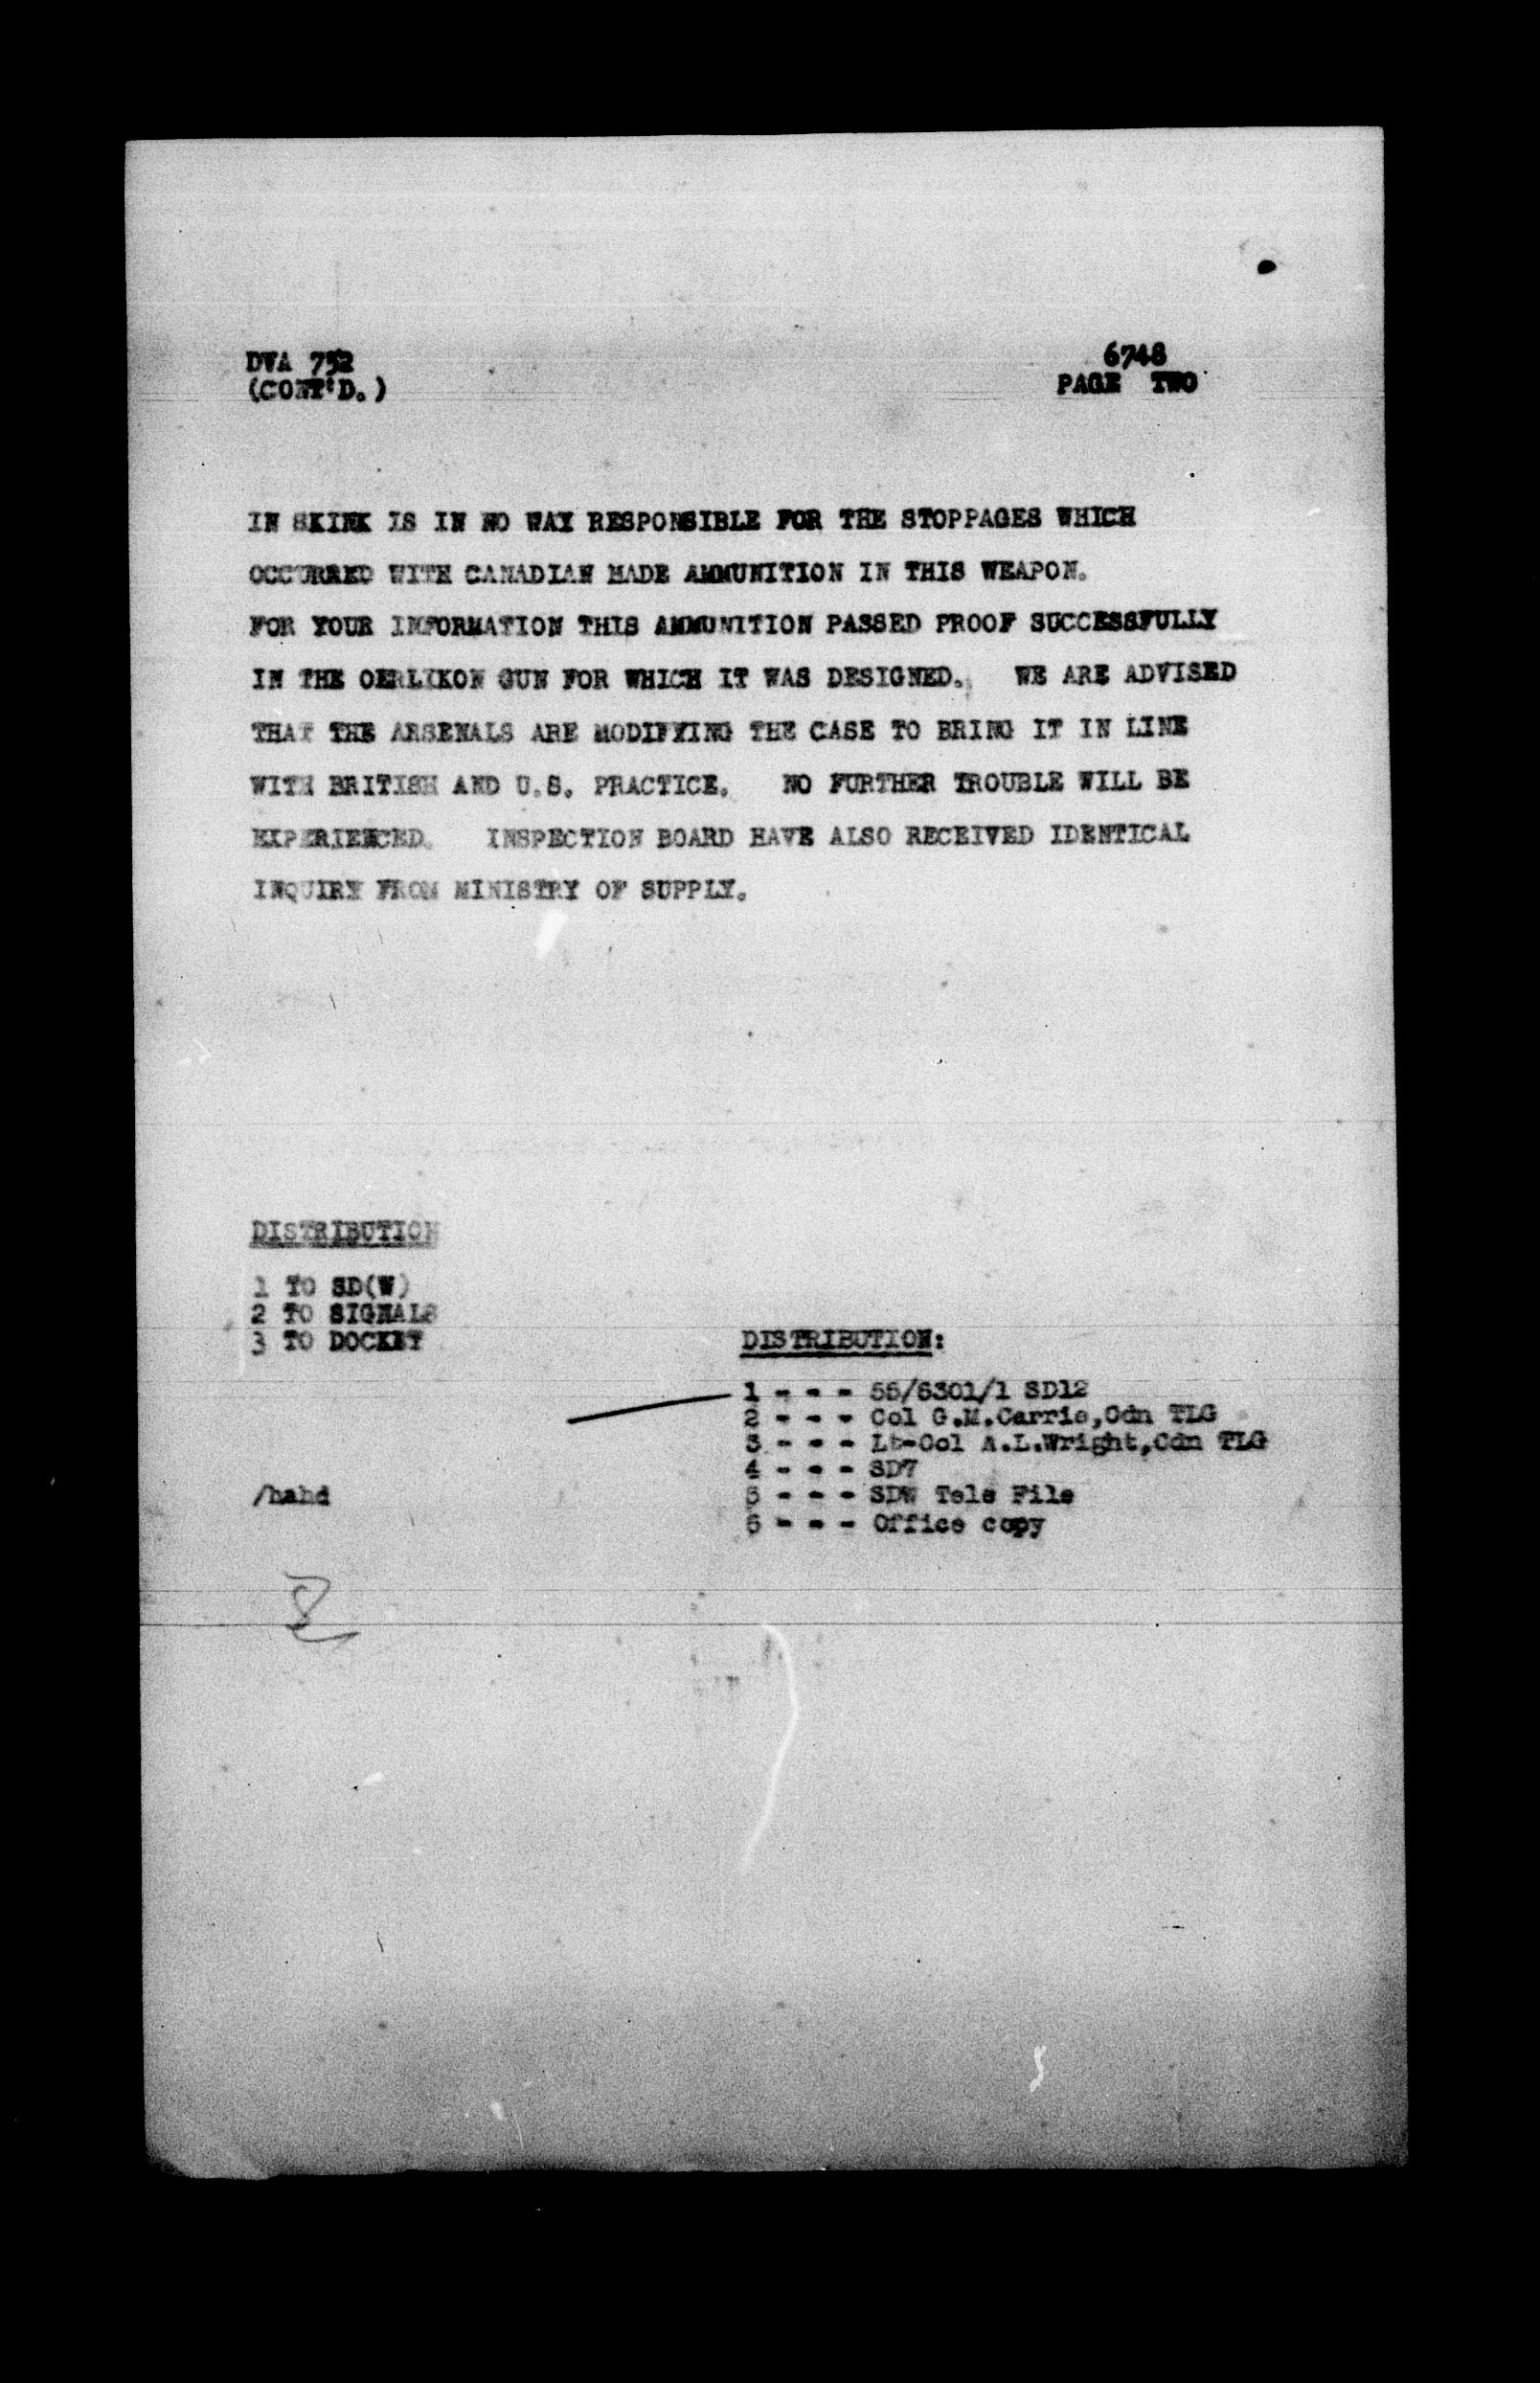 DVA 752
(CONT'D.)
6748
PAGE TWO
IN SKINK IS IN NO WAY RESPONSIBLE FOR THE STOPPAGES WHICH
OCCURRED WITH CANADIAN MADE AMMUNITION IN THIS WEAPON.
FOR YOUR INFORMATION THIS AMMUNITION PASSED PROOF SUCCESSFULLY
IN THE OERLIKON GUN FOR WHICH IT WAS DESIGNED. WE ARE ADVISED
THAT THE ARSENALS ARE MODIFYING THE CASE TO BRING IT IN LINE
WITH BRITISH AND U.S. PRACTICE. NO FURTHER TROUBLE WILL BE
EXPERIENCED. INSPECTION BOARD HAVE ALSO RECEIVED IDENTICAL
INQUIRY FROM MINISTRY OF SUPPLY.
DISTRIBUTION
1 TO SD(W)
2 TO SIGNALS
3 TO DOCKET
DISTRIBUTION:
1 - - - 55/6301/1 SD12
2 - - - Col G.M.Carrie,Cdn TLG
3 - - - Lt-Col A.L.Wright,Cdn TLG
4 - - - SD7
5 - - - SDW Tele File
6 - - - Office copy